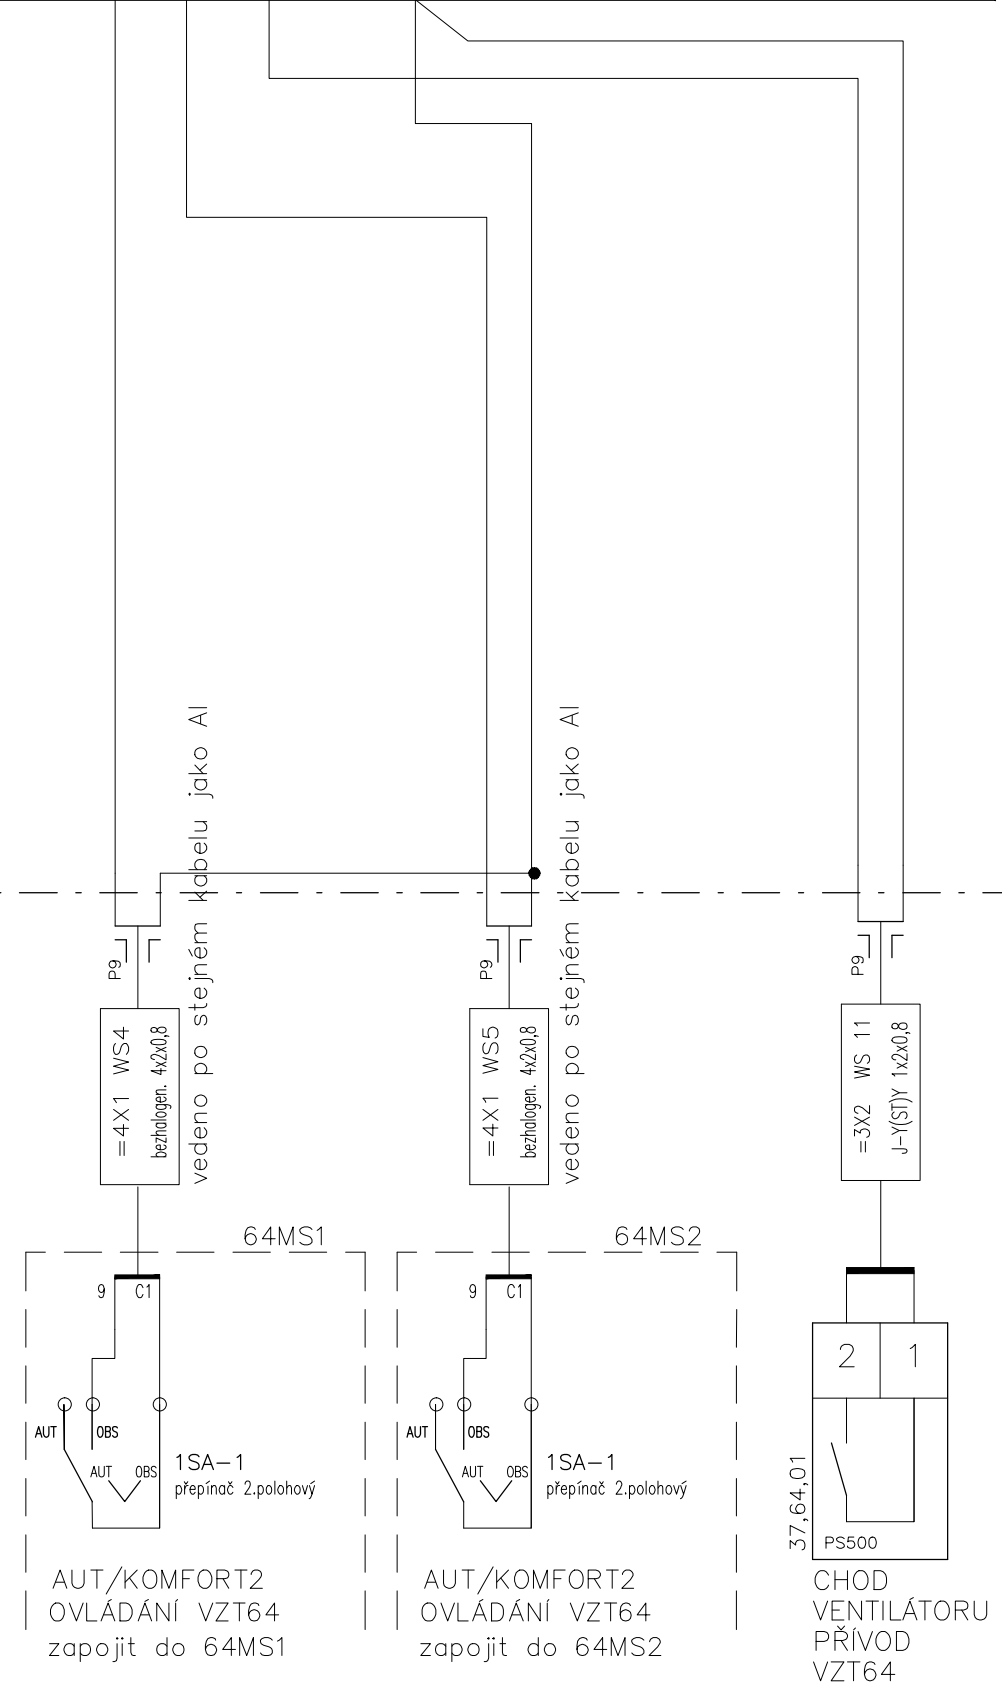 vedeno po stejném kabelu jako AI
vedeno po stejném kabelu jako AI
P9
P9
P9
=4X1 WS4
bezhalogen. 4x2x0,8
=4X1 WS5
bezhalogen. 4x2x0,8
=3X2 WS 11
J-Y(ST)Y 1x2x0,8
64MS1
9 C1
AUT OBS
AUT OBS
1SA-1
přepínač 2.polohový
AUT/KOMFORT2
OVLÁDÁNÍ VZT64
zapojit do 64MS1
64MS2
9 C1
AUT OBS
AUT OBS
1SA-1
přepínač 2.polohový
AUT/KOMFORT2
OVLÁDÁNÍ VZT64
zapojit do 64MS2
2 1
37,64,01
PS500
CHOD
VENTILÁTORU
PŘÍVOD
VZT64